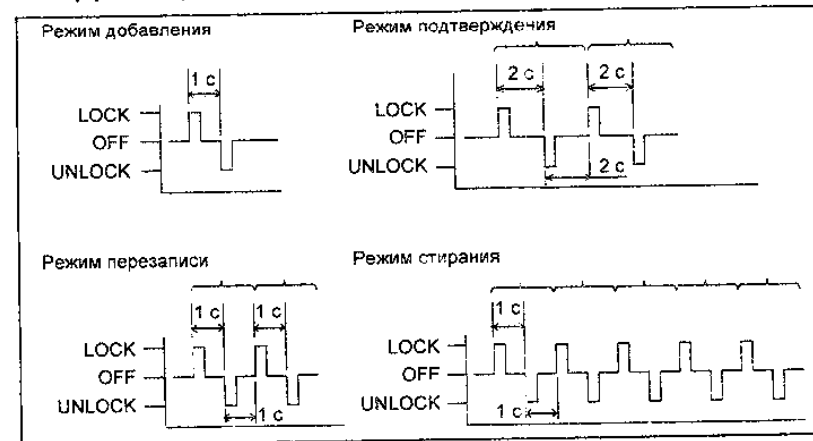 Режим добавления
1 с
LOCK
OFF
UNLOCK
Режим подтверждения
2 с
2 с
LOCK
OFF
UNLOCK
2 с
Режим перезаписи
1 с
1 с
LOCK
OFF
UNLOCK
1 с
Режим стирания
1 с
LOCK
OFF
UNLOCK
1 с